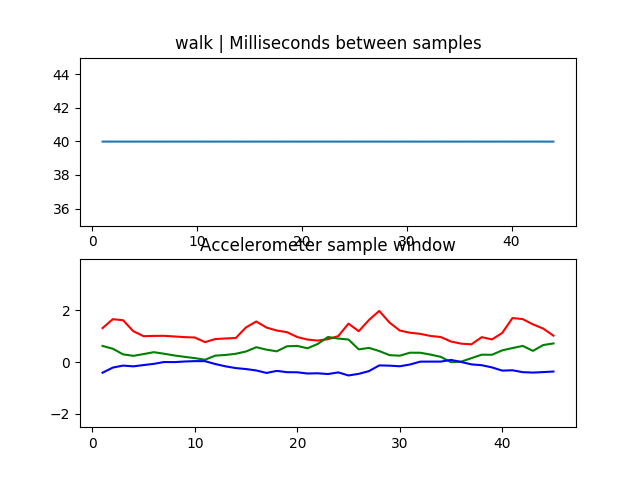 walk | Milliseconds between samples
44
42
40
38
36
0 10 20 30 40
Accelerometer sample window
2
0
−2
0 10 20 30 40